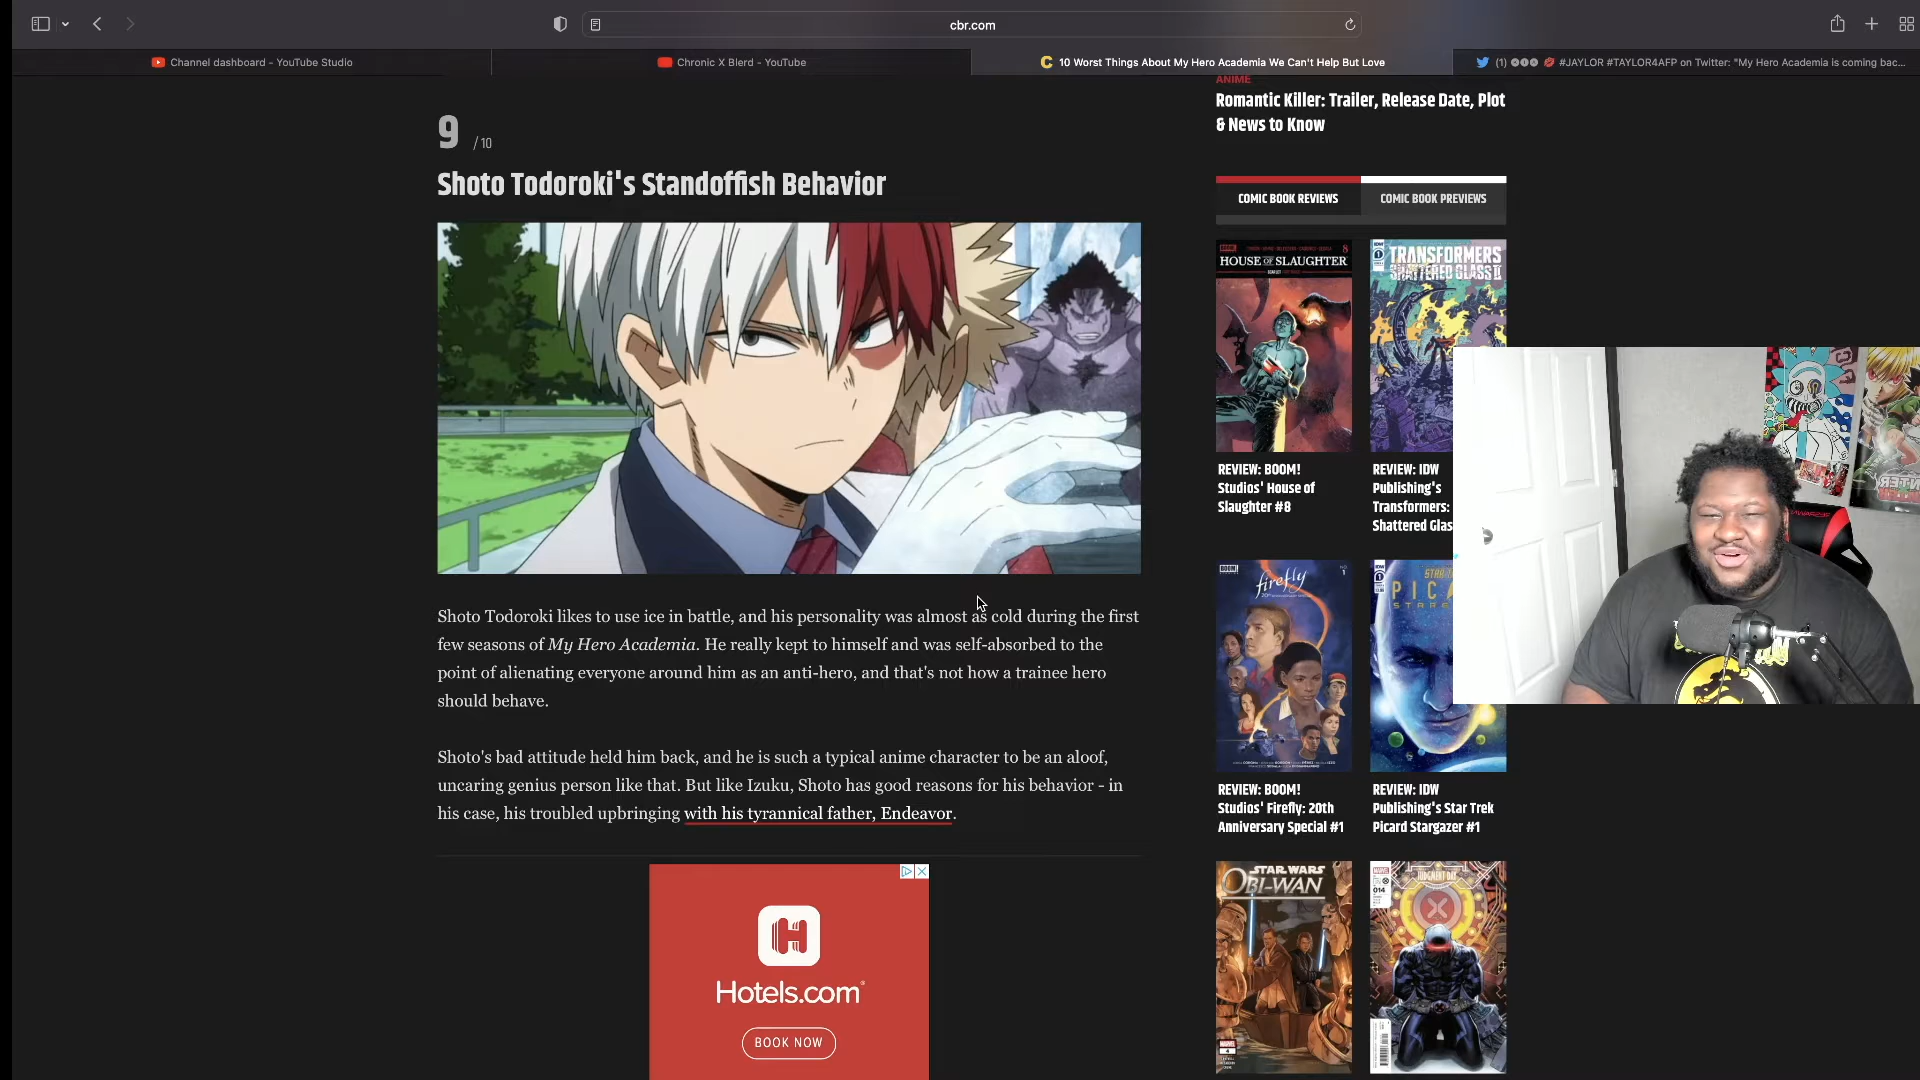 cbr.com
Channel dashboard - YouTube Studio
Chronic X Blerd - YouTube
10 Worst Things About My Hero Academia We Can't Help But Love
(1) #JAYLOR #TAYLOR4AFP on Twitter: "My Hero Academia is coming bac...
ANIME
Romantic Killer: Trailer, Release Date, Plot
& News to Know
9 / 10
Shoto Todoroki's Standoffish Behavior
COMIC BOOK REVIEWS
COMIC BOOK PREVIEWS
HOUSE OF SLAUGHTER
TRANSFORMERS
SHATTERED GLASS II
REVIEW: BOOM!
Studios' House of
Slaughter #8
REVIEW: IDW
Publishing's
Transformers:
Shattered Glas
Shoto Todoroki likes to use ice in battle, and his personality was almost as cold during the first
few seasons of My Hero Academia. He really kept to himself and was self-absorbed to the
point of alienating everyone around him as an anti-hero, and that's not how a trainee hero
should behave.
Shoto's bad attitude held him back, and he is such a typical anime character to be an aloof,
uncaring genius person like that. But like Izuku, Shoto has good reasons for his behavior - in
his case, his troubled upbringing with his tyrannical father, Endeavor.
firefly
STAR
PICA
REVIEW: BOOM!
Studios' Firefly: 20th
Anniversary Special #1
REVIEW: IDW
Publishing's Star Trek
Picard Stargazer #1
STAR WARS
OBI-WAN
JUDGMENT DAY
014
Hotels.com
BOOK NOW